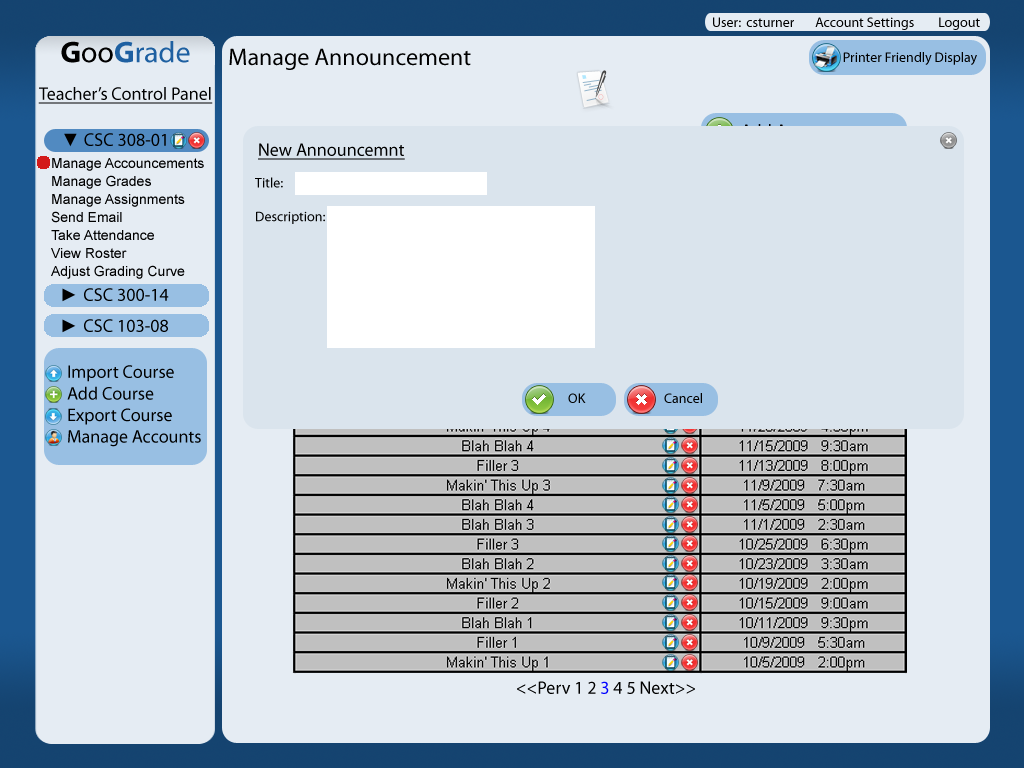 User: csturner Account Settings Logout
GooGrade
Teacher's Control Panel
▼ CSC 308-01
Manage Accouncements
Manage Grades
Manage Assignments
Send Email
Take Attendance
View Roster
Adjust Grading Curve
► CSC 300-14
► CSC 103-08
Import Course
Add Course
Export Course
Manage Accounts
Manage Announcement
Printer Friendly Display
New Announcemnt
Title:
Description:
OK Cancel
Blah Blah 4 11/15/2009 9:30am
Filler 3 11/13/2009 8:00pm
Makin' This Up 3 11/9/2009 7:30am
Blah Blah 4 11/5/2009 5:00pm
Blah Blah 3 11/1/2009 2:30am
Filler 3 10/25/2009 6:30pm
Blah Blah 2 10/23/2009 3:30am
Makin' This Up 2 10/19/2009 2:00pm
Filler 2 10/15/2009 9:00am
Blah Blah 1 10/11/2009 9:30pm
Filler 1 10/9/2009 5:30am
Makin' This Up 1 10/5/2009 2:00pm
<<Perv 1 2 3 4 5 Next>>